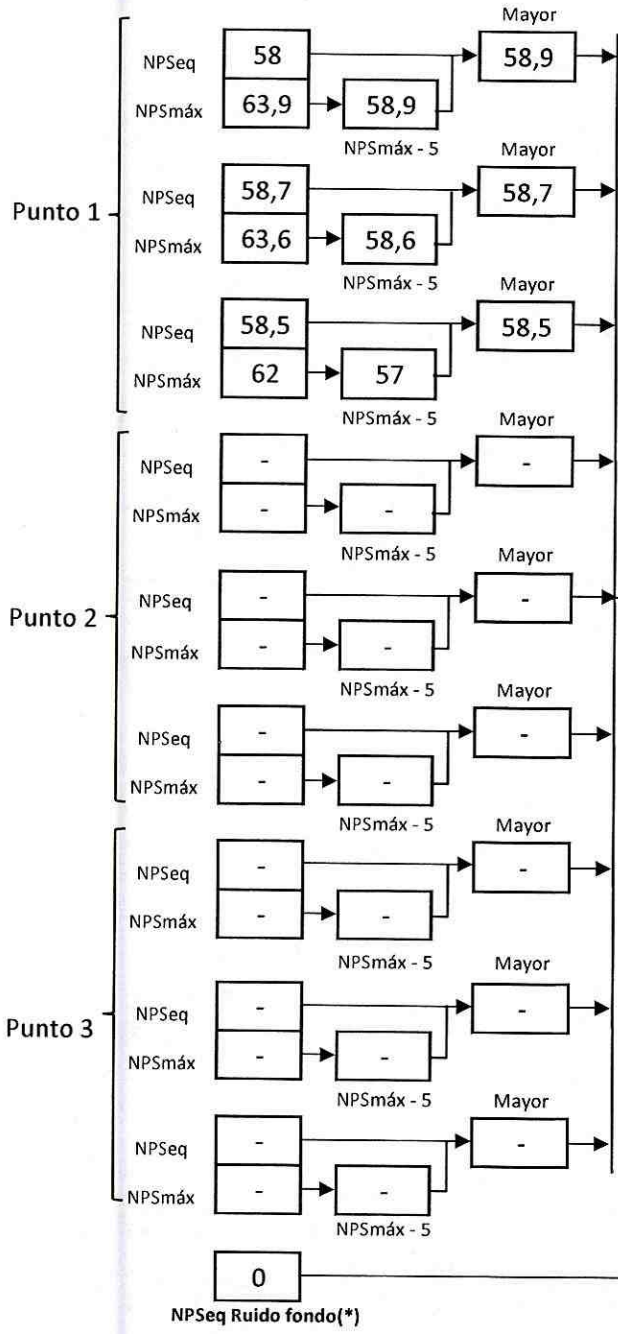 Mayor
NPSeq 58 58,9
NPSmáx 63,9 58,9
NPSmáx - 5
Mayor
Punto 1
NPSeq 58,7 58,7
NPSmáx 63,6 58,6
NPSmáx - 5
Mayor
NPSeq 58,5 58,5
NPSmáx 62 57
NPSmáx - 5
Mayor
NPSeq - -
NPSmáx - -
NPSmáx - 5
Mayor
Punto 2
NPSeq - -
NPSmáx - -
NPSmáx - 5
Mayor
NPSeq - -
NPSmáx - -
NPSmáx - 5
Mayor
NPSeq - -
NPSmáx - -
NPSmáx - 5
Mayor
Punto 3
NPSeq - -
NPSmáx - -
NPSmáx - 5
Mayor
NPSeq - -
NPSmáx - -
NPSmáx - 5
0
NPSeq Ruido fondo(*)